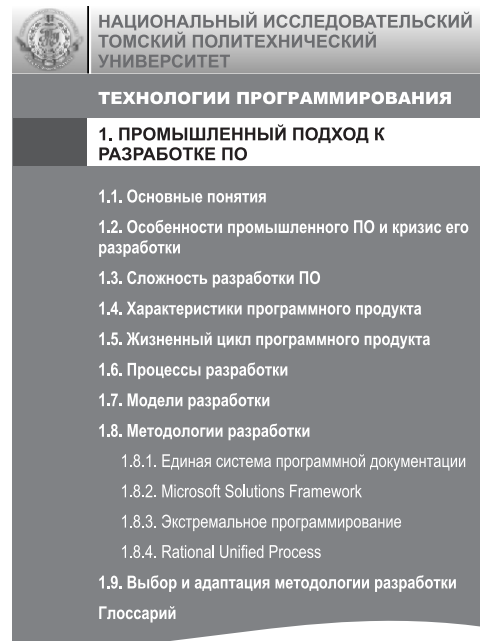 НАЦИОНАЛЬНЫЙ ИССЛЕДОВАТЕЛЬСКИЙ
ТОМСКИЙ ПОЛИТЕХНИЧЕСКИЙ
УНИВЕРСИТЕТ
ТЕХНОЛОГИИ ПРОГРАММИРОВАНИЯ
1. ПРОМЫШЛЕННЫЙ ПОДХОД К
РАЗРАБОТКЕ ПО
1.1. Основные понятия
1.2. Особенности промышленного ПО и кризис его
разработки
1.3. Сложность разработки ПО
1.4. Характеристики программного продукта
1.5. Жизненный цикл программного продукта
1.6. Процессы разработки
1.7. Модели разработки
1.8. Методологии разработки
1.8.1. Единая система программной документации
1.8.2. Microsoft Solutions Framework
1.8.3. Экстремальное программирование
1.8.4. Rational Unified Process
1.9. Выбор и адаптация методологии разработки
Глоссарий